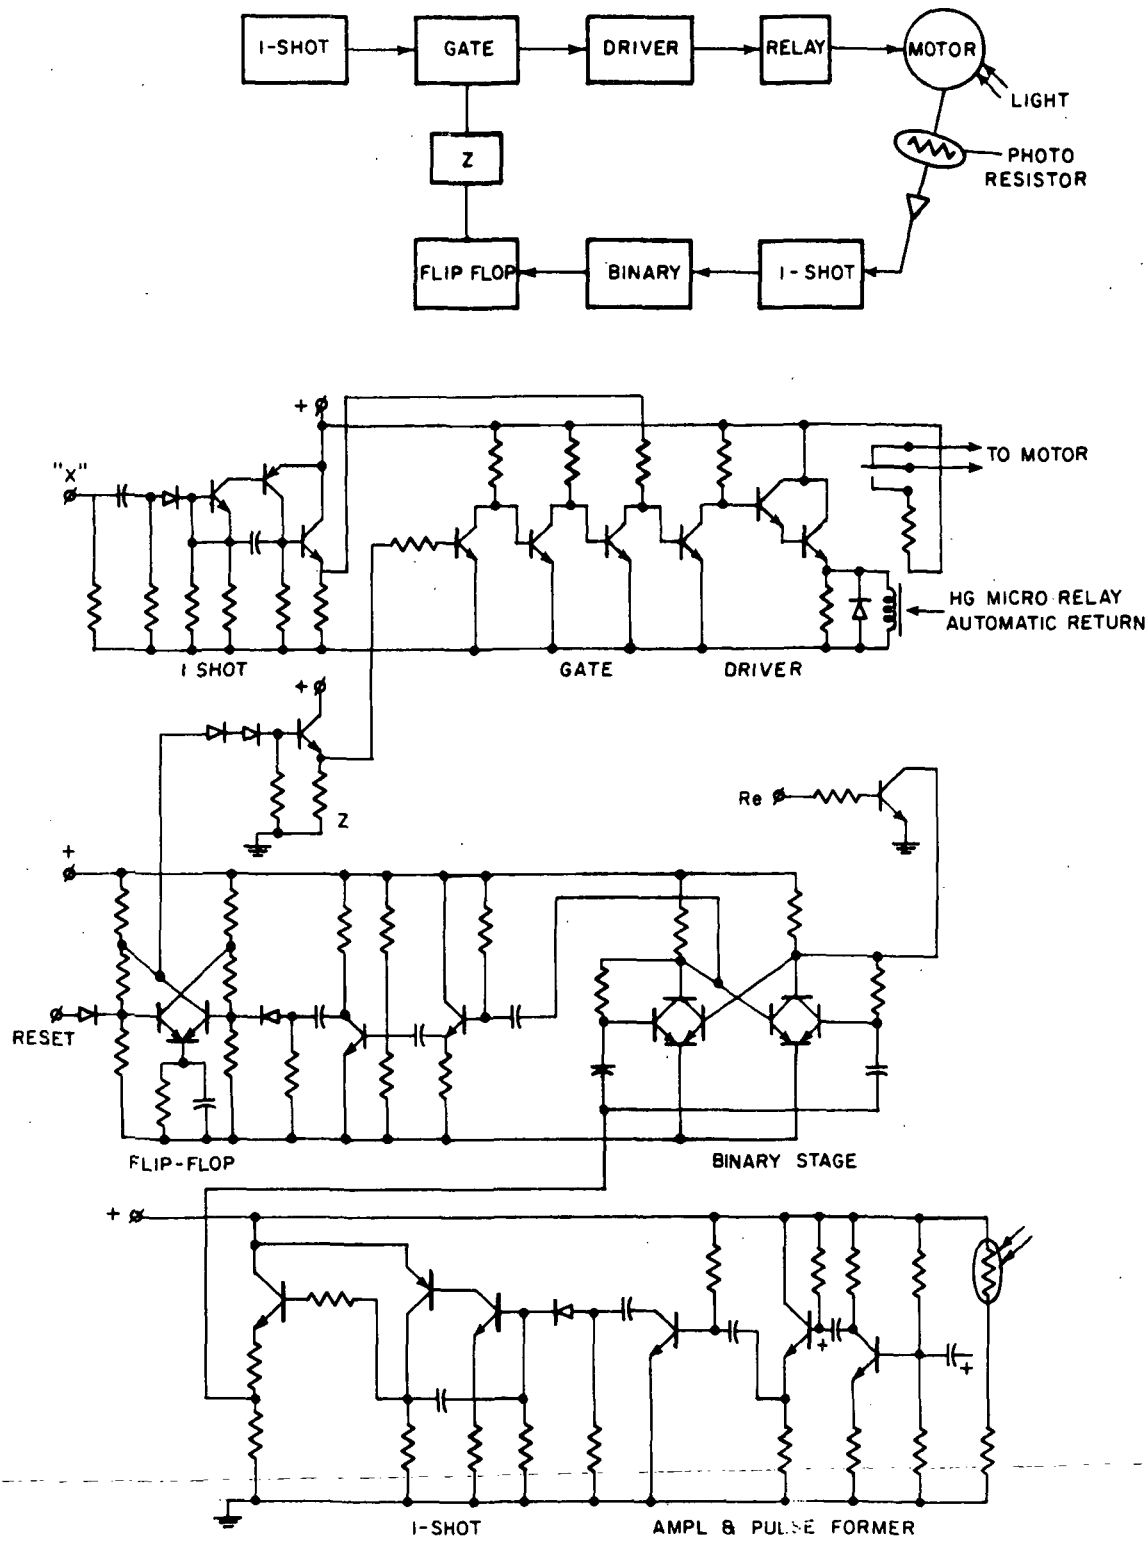 1-SHOT
GATE
DRIVER
RELAY
MOTOR
LIGHT
PHOTO
RESISTOR
Z
FLIP FLOP
BINARY
1-SHOT
+
"X"
TO MOTOR
HG MICRO RELAY
AUTOMATIC RETURN
1 SHOT
GATE
DRIVER
+
Z
Re
+
RESET
FLIP-FLOP
BINARY STAGE
+
+
+
1-SHOT
AMPL & PULSE FORMER